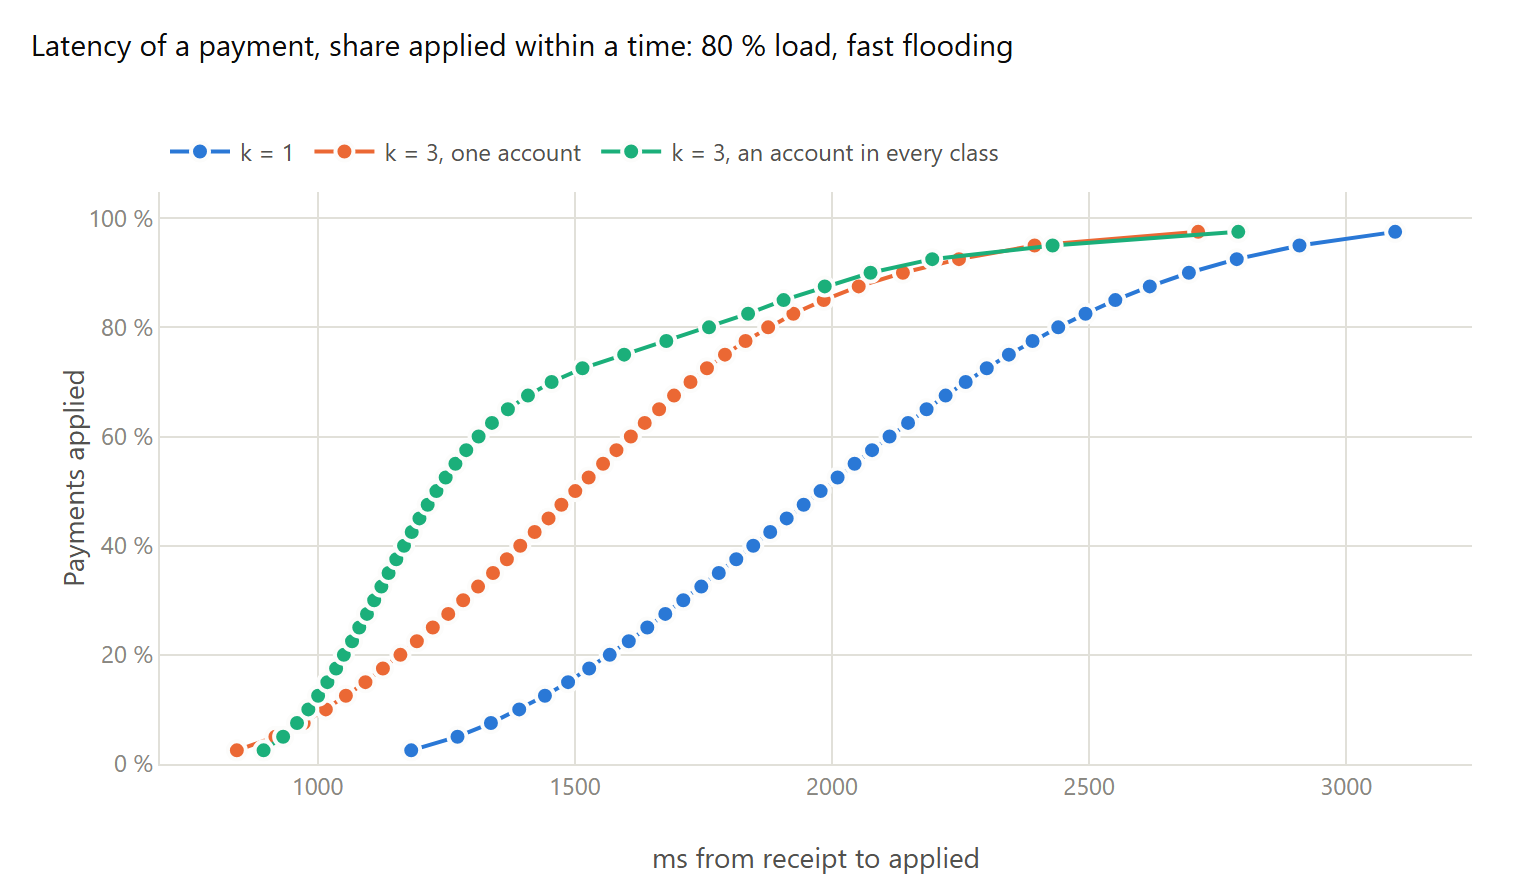 Latency of a payment, share applied within a time: 80 % load, fast flooding
k = 1 k = 3, one account k = 3, an account in every class
Payments applied
100 %
80 %
60 %
40 %
20 %
0 %
1000 1500 2000 2500 3000
ms from receipt to applied